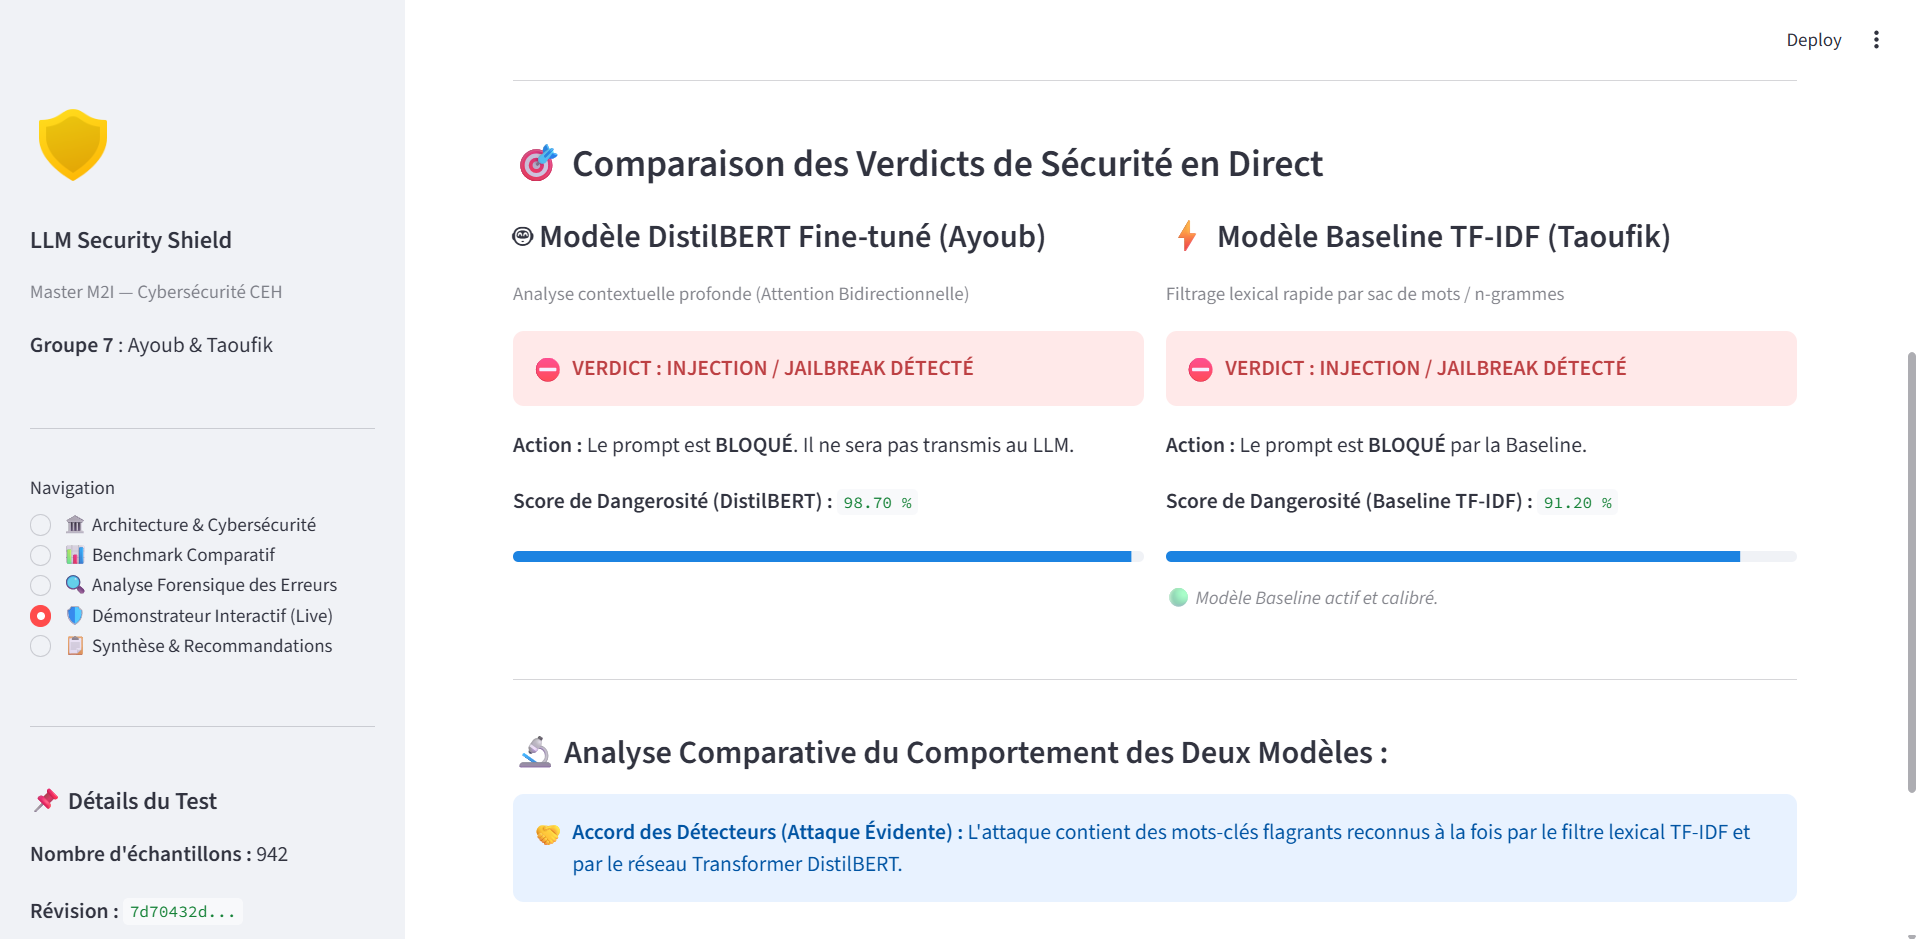 Deploy
LLM Security Shield
Master M2I — Cybersécurité CEH
Groupe 7 : Ayoub & Taoufik
Navigation
Architecture & Cybersécurité
Benchmark Comparatif
Analyse Forensique des Erreurs
Démonstrateur Interactif (Live)
Synthèse & Recommandations
Détails du Test
Nombre d'échantillons : 942
Révision : 7d70432d...
Comparaison des Verdicts de Sécurité en Direct
Modèle DistilBERT Fine-tuné (Ayoub)
Analyse contextuelle profonde (Attention Bidirectionnelle)
VERDICT : INJECTION / JAILBREAK DÉTECTÉ
Action : Le prompt est BLOQUÉ. Il ne sera pas transmis au LLM.
Score de Dangerosité (DistilBERT) : 98.70 %
Modèle Baseline TF-IDF (Taoufik)
Filtrage lexical rapide par sac de mots / n-grammes
VERDICT : INJECTION / JAILBREAK DÉTECTÉ
Action : Le prompt est BLOQUÉ par la Baseline.
Score de Dangerosité (Baseline TF-IDF) : 91.20 %
Modèle Baseline actif et calibré.
Analyse Comparative du Comportement des Deux Modèles :
Accord des Détecteurs (Attaque Évidente) : L'attaque contient des mots-clés flagrants reconnus à la fois par le filtre lexical TF-IDF et
par le réseau Transformer DistilBERT.